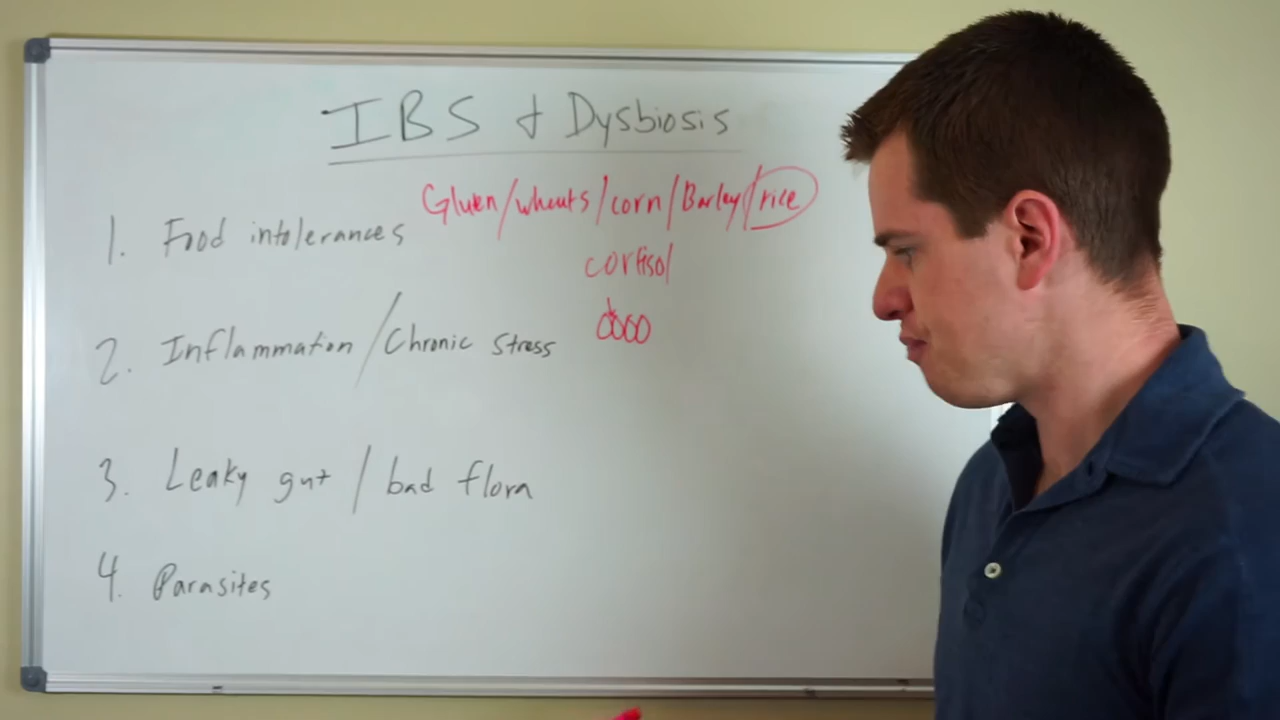 IBS & Dysbiosis
Gluten/wheats/corn/Barley/rice
1. Food intolerances
cortisol
2. Inflammation/Chronic Stress
3. Leaky gut / bad flora
4. Parasites